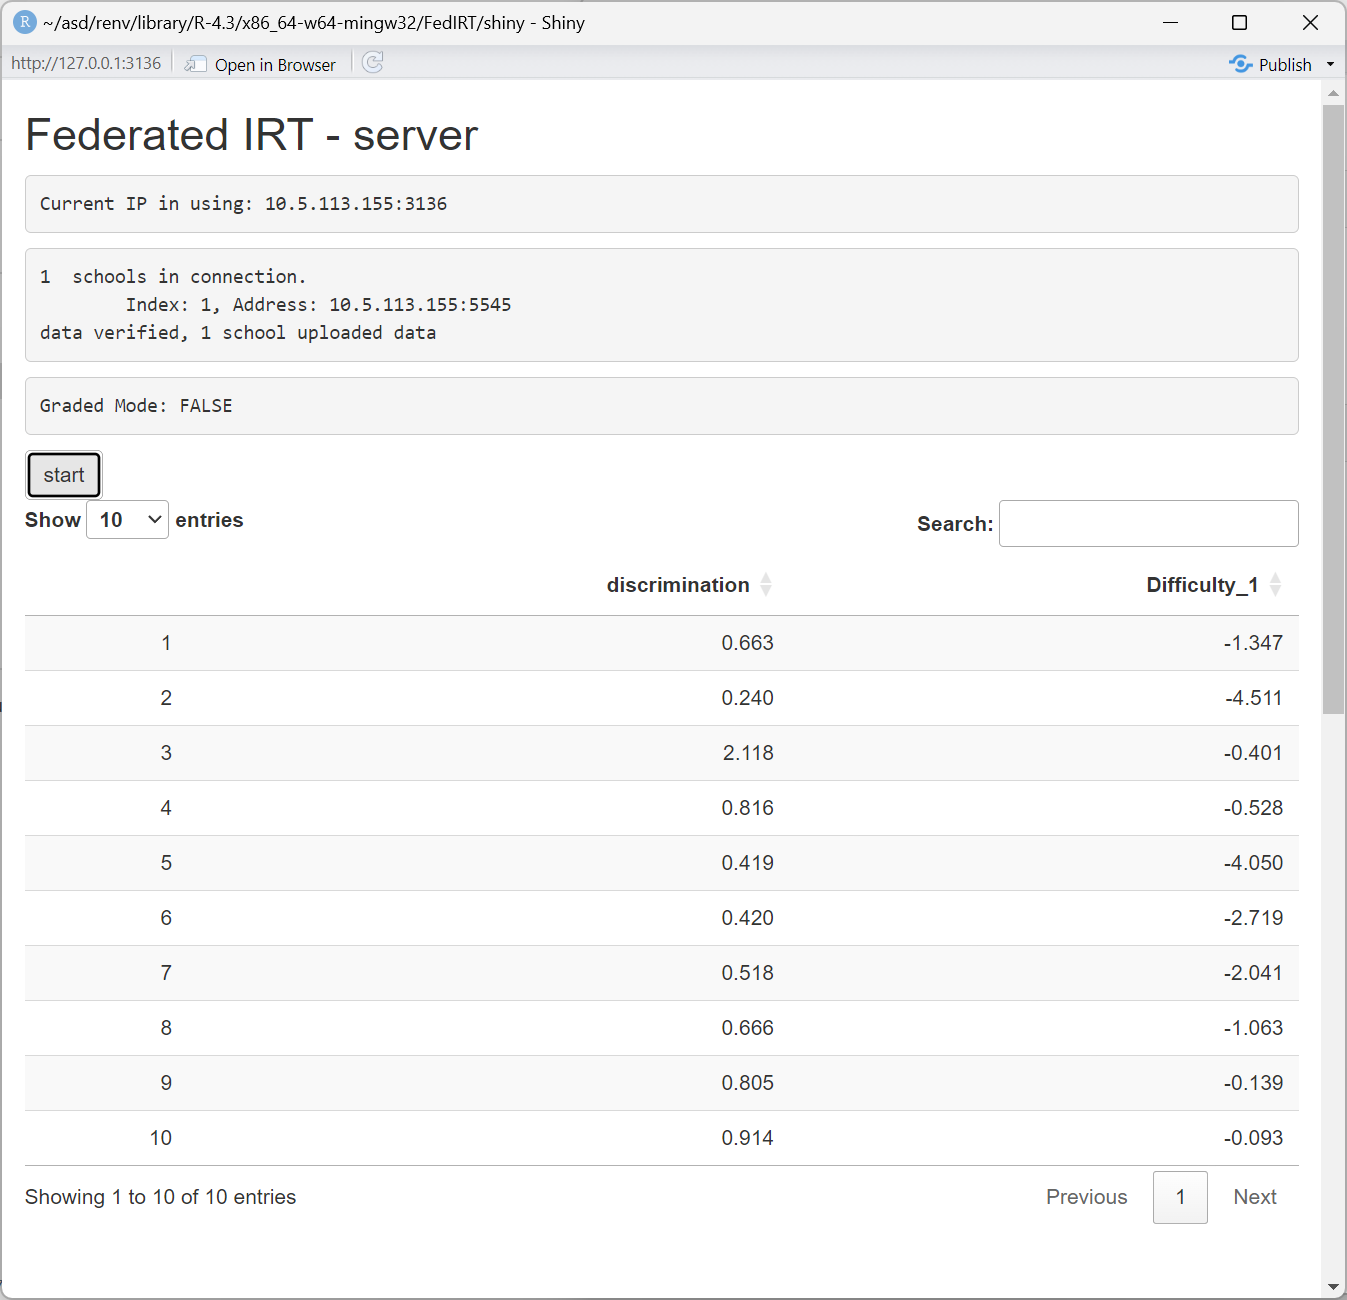 R ~/asd/renv/library/R-4.3/x86_64-w64-mingw32/FedIRT/shiny - Shiny
http://127.0.0.1:3136 Open in Browser Publish
Federated IRT - server
Current IP in using: 10.5.113.155:3136
1  schools in connection.
Index: 1, Address: 10.5.113.155:5545
data verified, 1 school uploaded data
Graded Mode: FALSE
start
Show 10 entries Search:
discrimination Difficulty_1
1 0.663 -1.347
2 0.240 -4.511
3 2.118 -0.401
4 0.816 -0.528
5 0.419 -4.050
6 0.420 -2.719
7 0.518 -2.041
8 0.666 -1.063
9 0.805 -0.139
10 0.914 -0.093
Showing 1 to 10 of 10 entries Previous 1 Next